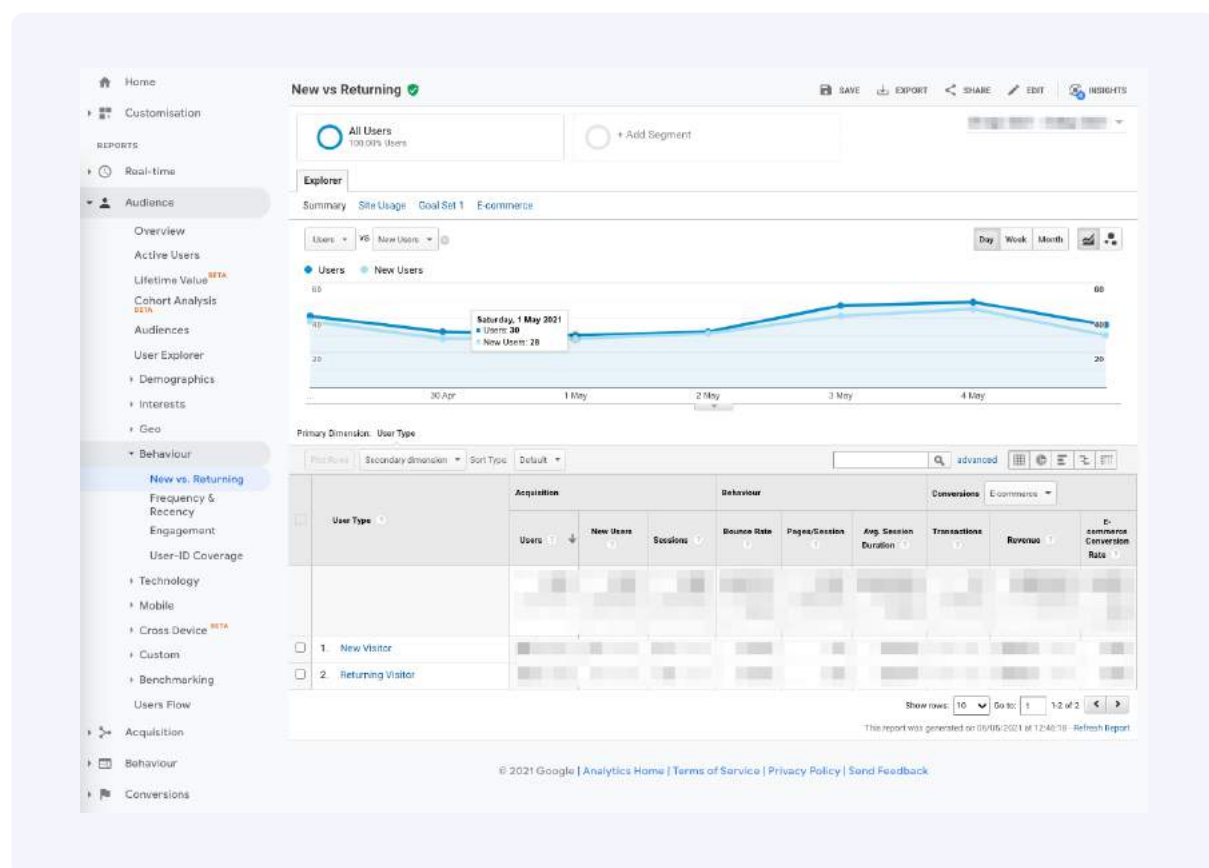 Home
Customisation
REPORTS
Real-time
Audience
Overview
Active Users
Lifetime Value BETA
Cohort Analysis
BETA
Audiences
User Explorer
Demographics
Interests
Geo
Behaviour
New vs. Returning
Frequency &
Recency
Engagement
User-ID Coverage
Technology
Mobile
Cross Device BETA
Custom
Benchmarking
Users Flow
Acquisition
Behaviour
Conversions
New vs Returning
SAVE EXPORT SHARE EDIT INSIGHTS
All Users
100.00% Users
+ Add Segment
Explorer
Summary Site Usage Goal Set 1 E-commerce
Users VS New Users
Day Week Month
Users New Users
60 60
40 40
Saturday, 1 May 2021
Users: 30
New Users: 28
20 20
... 30 Apr 1 May 2 May 3 May 4 May
Primary Dimension: User Type
Plot Rows Secondary dimension Sort Type: Default
advanced
User Type
Acquisition Behaviour Conversions E-commerce
Users New Users Sessions Bounce Rate Pages/Session Avg. Session Duration Transactions Revenue E-commerce Conversion Rate
1. New Visitor
2. Returning Visitor
Show rows: 10 Go to: 1 1-2 of 2
This report was generated on 06/05/2021 at - Refresh Report
© 2021 Google | Analytics Home | Terms of Service | Privacy Policy | Send Feedback